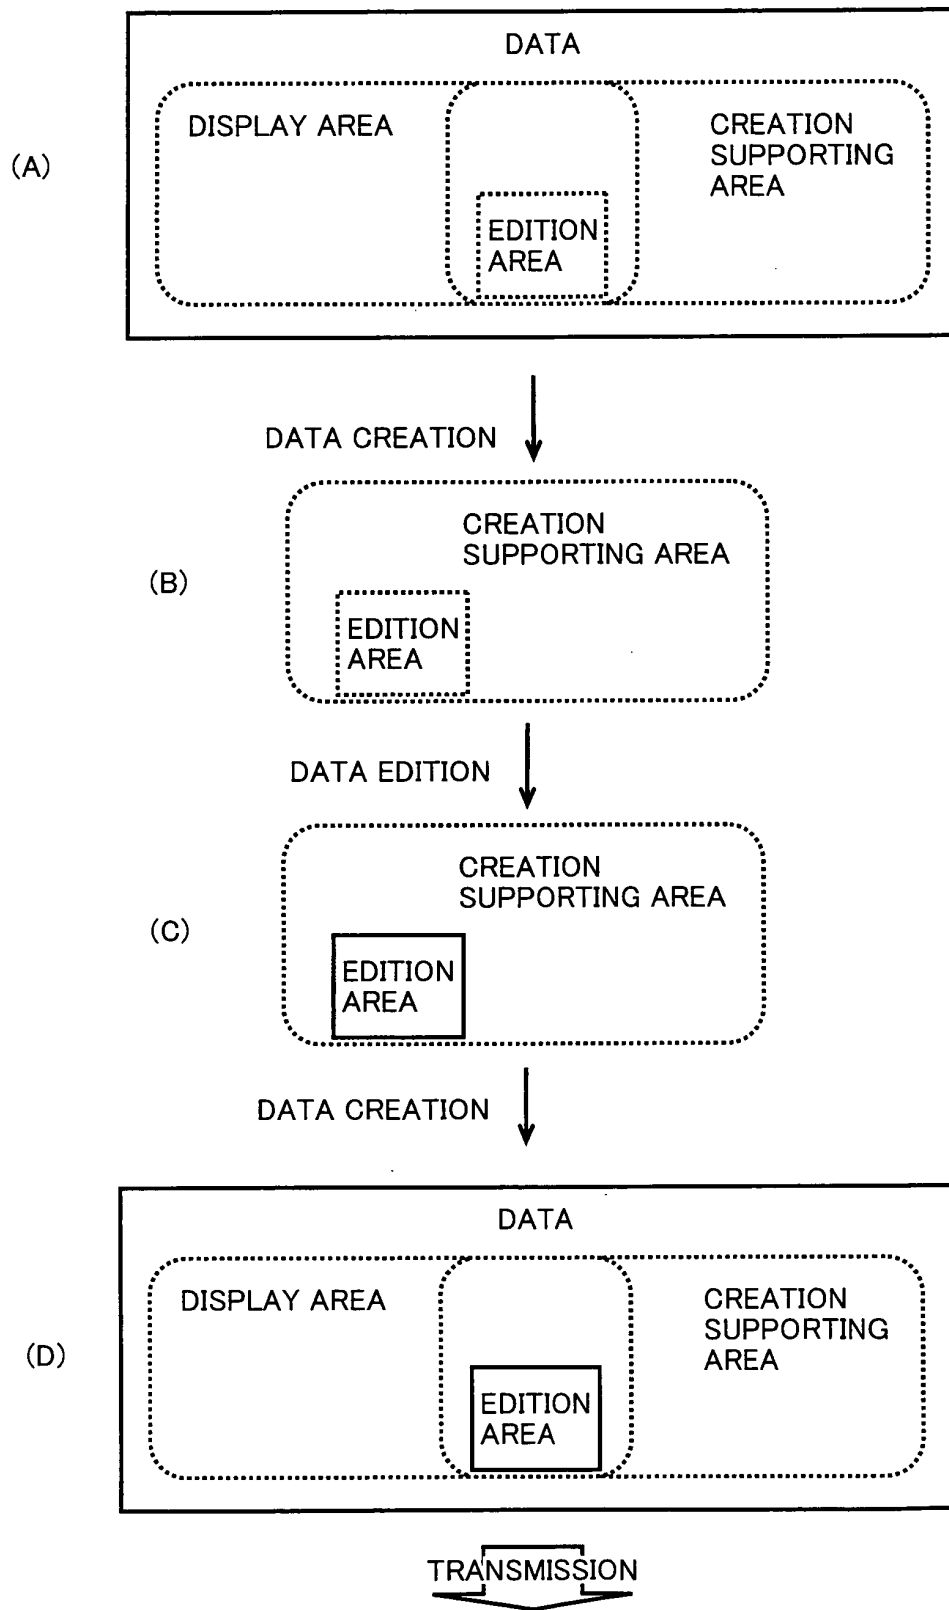 DATA
DISPLAY AREA
CREATION
SUPPORTING
AREA
(A)
EDITION
AREA
DATA CREATION
CREATION
SUPPORTING AREA
(B)
EDITION
AREA
DATA EDITION
CREATION
SUPPORTING AREA
(C)
EDITION
AREA
DATA CREATION
DATA
DISPLAY AREA
CREATION
SUPPORTING
AREA
(D)
EDITION
AREA
TRANSMISSION